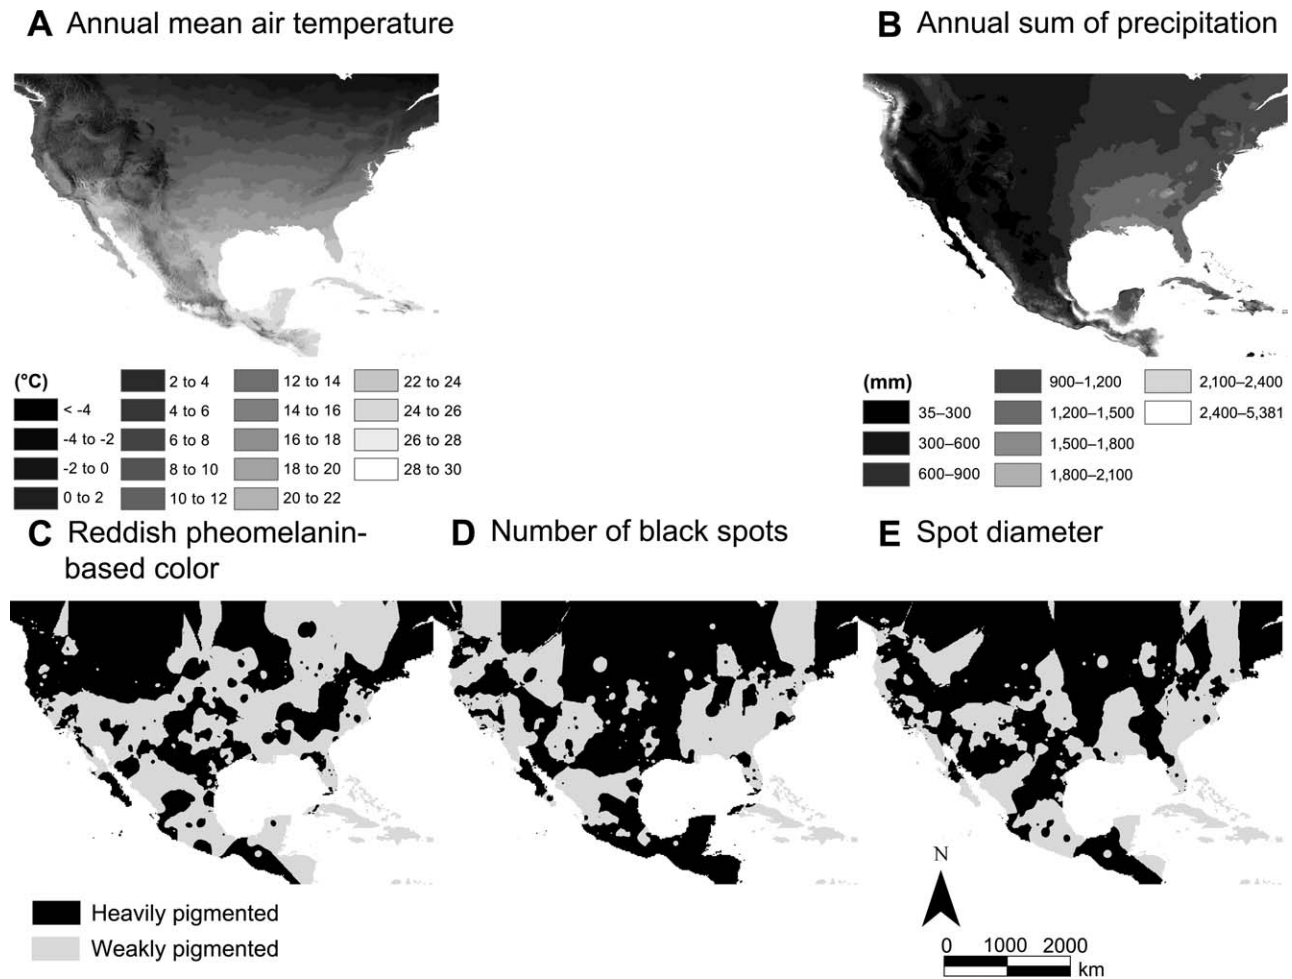 A Annual mean air temperature
B Annual sum of precipitation
(°C)
< -4
-4 to -2
-2 to 0
0 to 2
2 to 4
4 to 6
6 to 8
8 to 10
10 to 12
12 to 14
14 to 16
16 to 18
18 to 20
20 to 22
22 to 24
24 to 26
26 to 28
28 to 30
(mm)
35–300
300–600
600–900
900–1,200
1,200–1,500
1,500–1,800
1,800–2,100
2,100–2,400
2,400–5,381
C Reddish pheomelanin-
based color
D Number of black spots
E Spot diameter
Heavily pigmented
Weakly pigmented
N
0 1000 2000
km